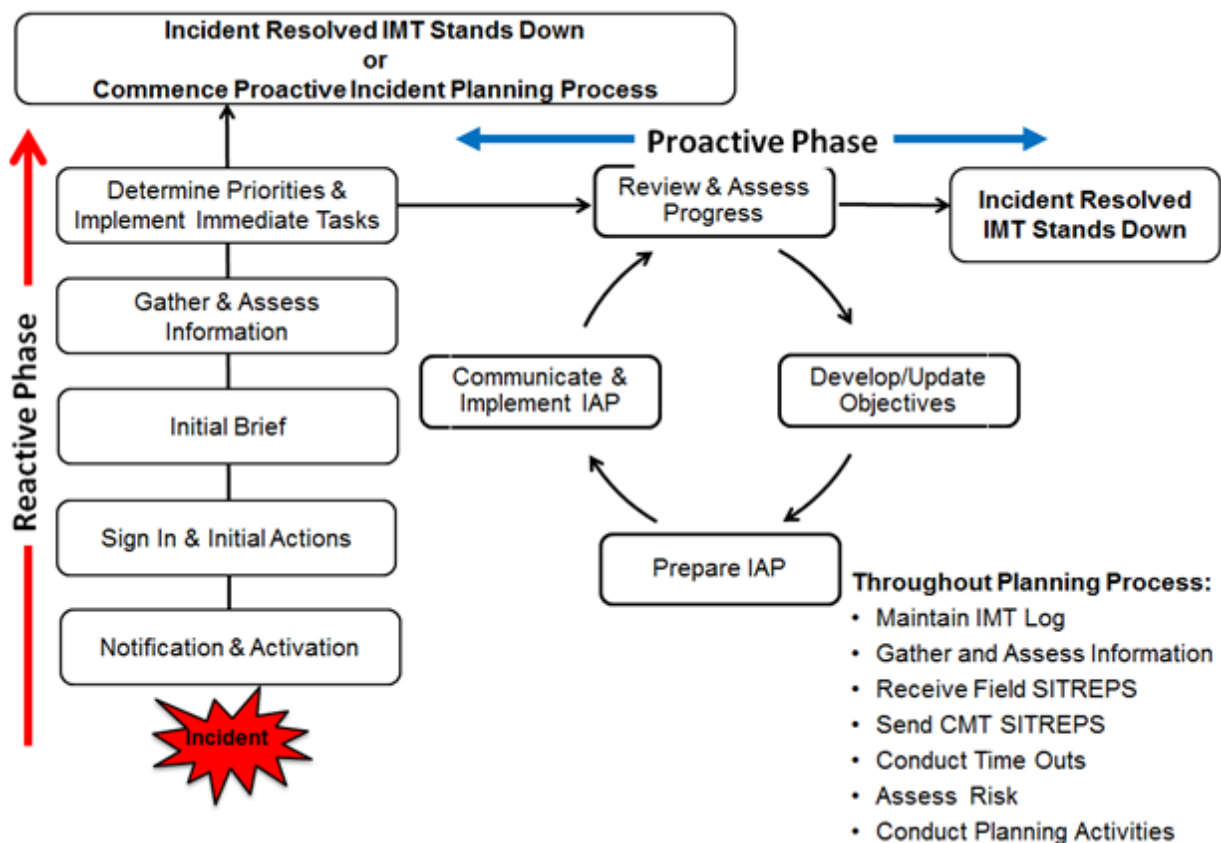 Incident Resolved IMT Stands Down
or
Commence Proactive Incident Planning Process
Reactive Phase
Proactive Phase
Determine Priorities &
Implement Immediate Tasks
Review & Assess
Progress
Incident Resolved
IMT Stands Down
Gather & Assess
Information
Communicate &
Implement IAP
Develop/Update
Objectives
Initial Brief
Sign In & Initial Actions
Prepare IAP
Notification & Activation
Incident
Throughout Planning Process:
• Maintain IMT Log
• Gather and Assess Information
• Receive Field SITREPS
• Send CMT SITREPS
• Conduct Time Outs
• Assess Risk
• Conduct Planning Activities